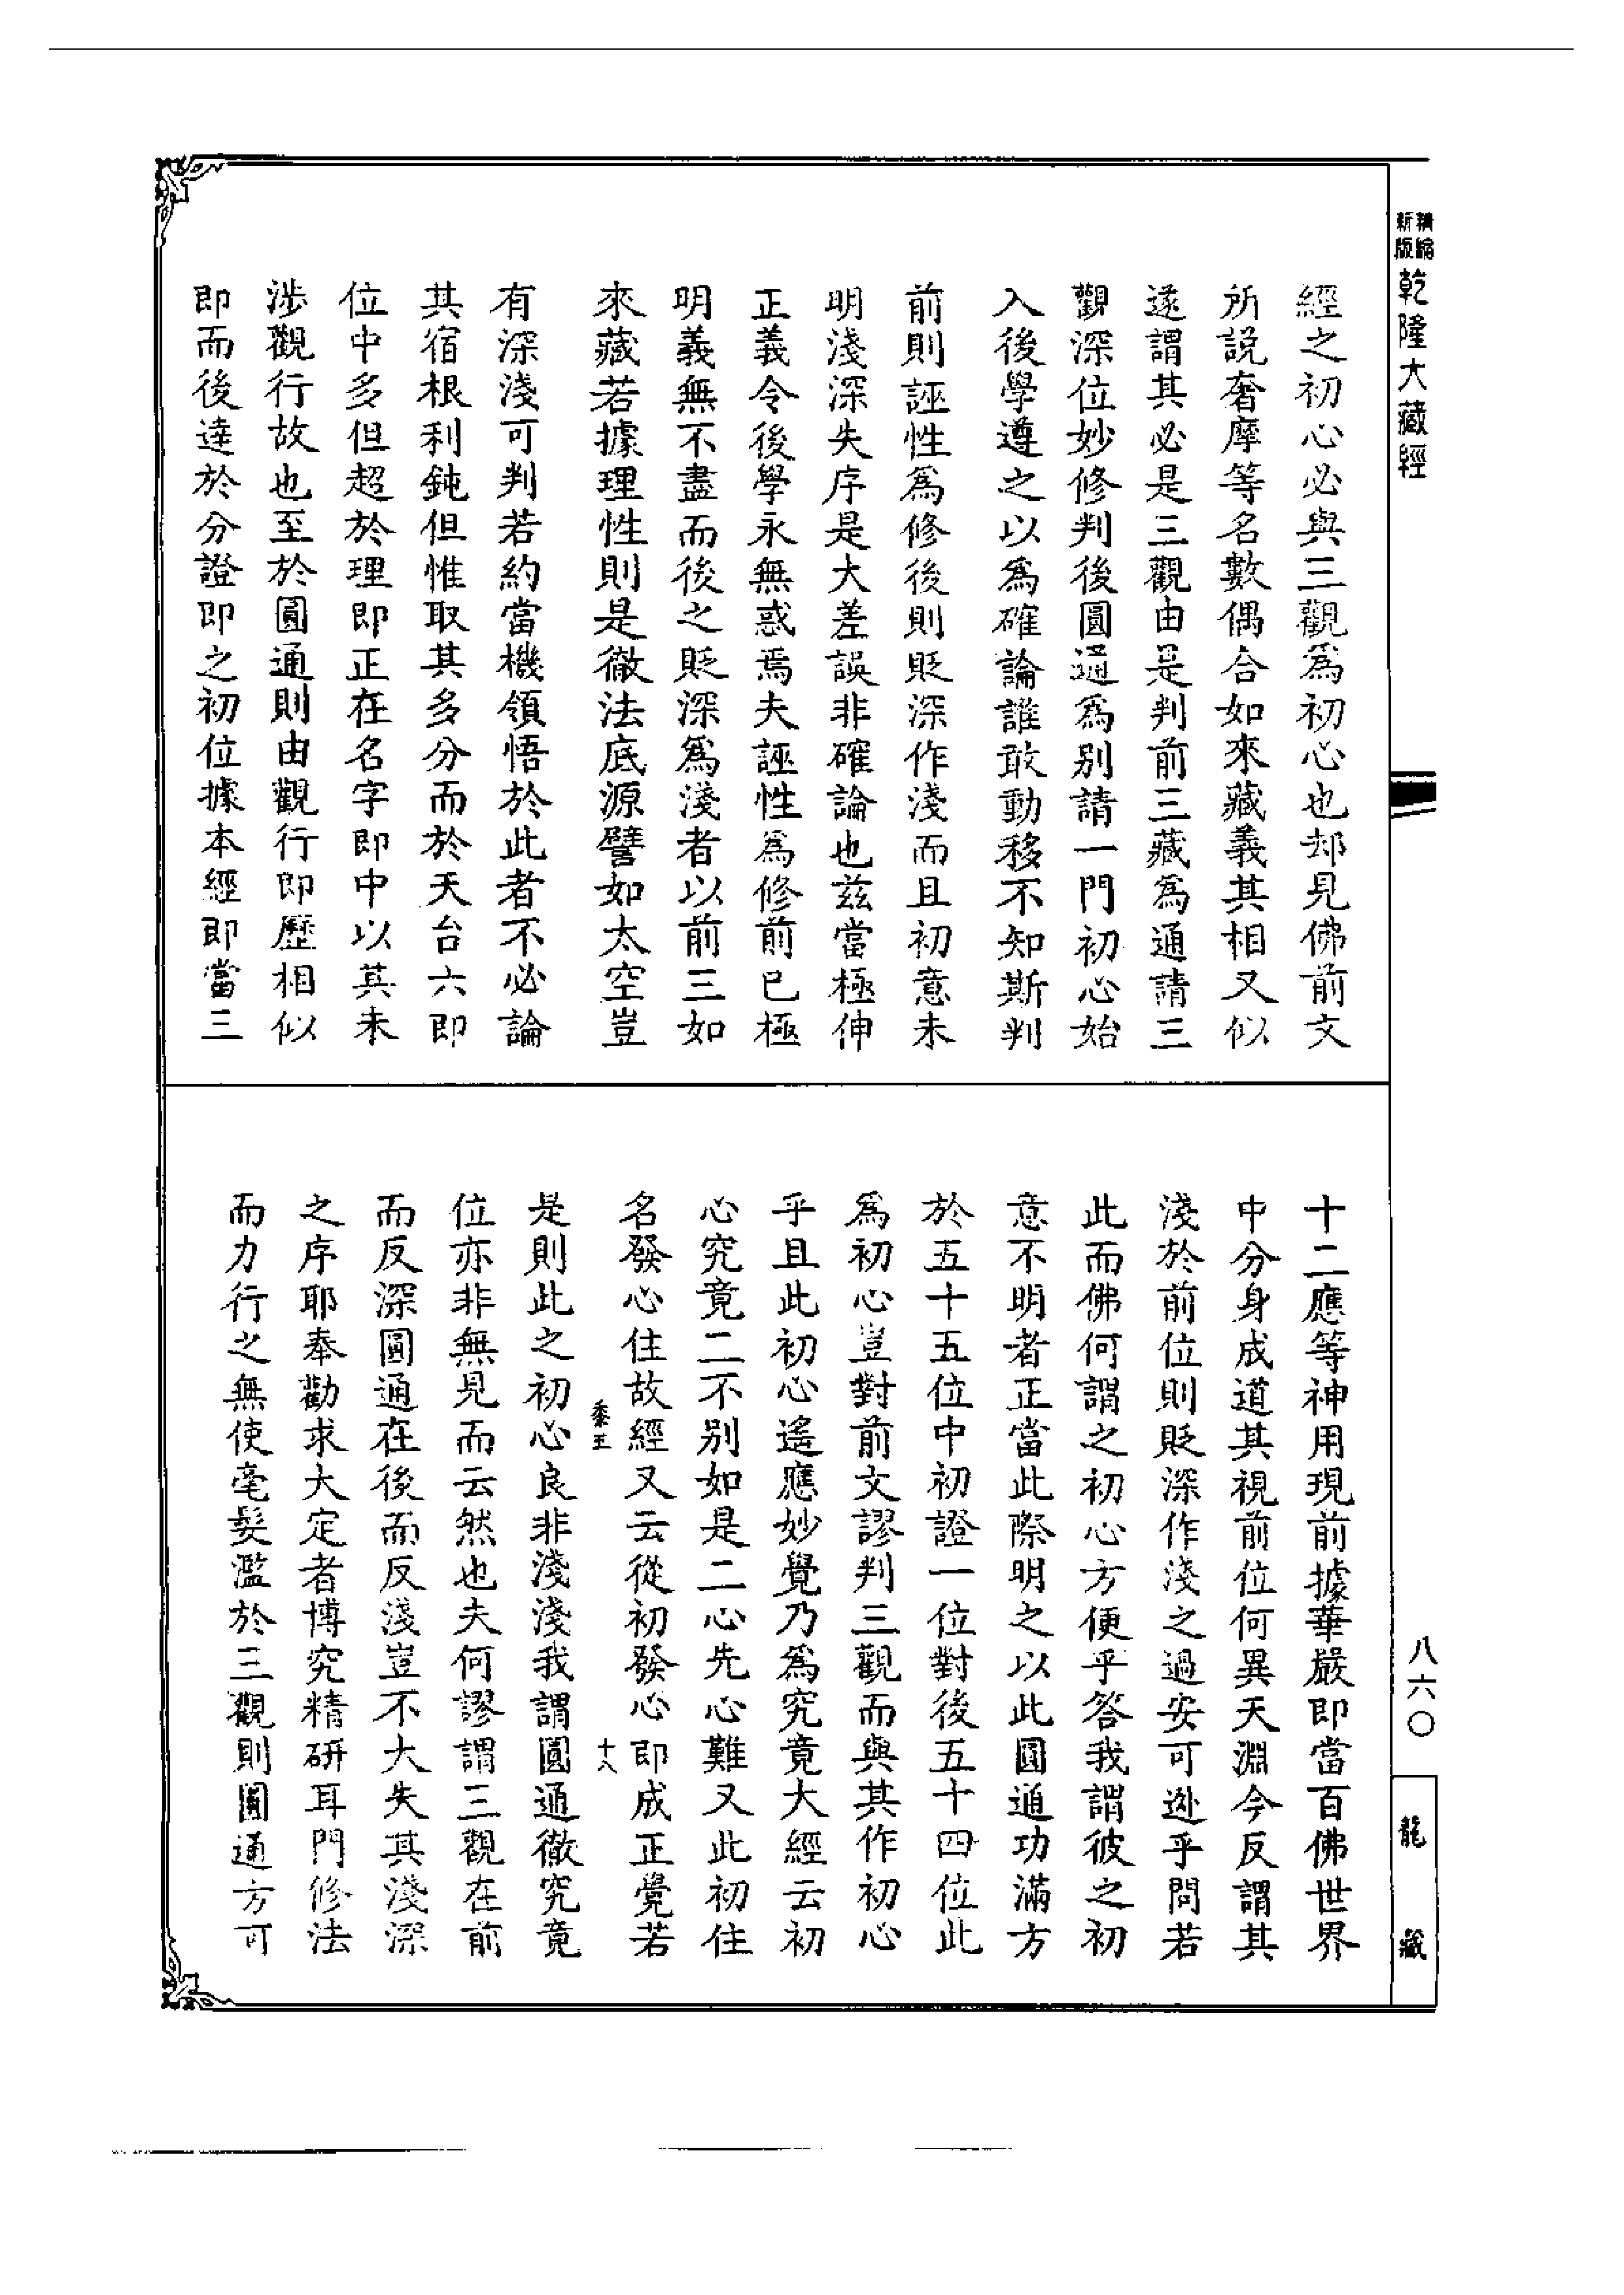 精縮新版乾隆大藏經
經之初心必與三觀為初心也却見佛前文
所說奢摩等名數偶合如來藏義其相又似
遂謂其必是三觀由是判前三藏為通請三
觀深位妙修判後圓通為別請一門初心始
入後學遵之以為確論誰敢動移不知斯判
前則誣性為修後則貶深作淺而且初意未
明淺深失序是大差誤非確論也茲當極伸
正義令後學永無惑焉夫誣性為修前已極
明義無不盡而後之貶深為淺者以前三如
來藏若據理性則是徹法底源譬如太空豈
有深淺可判若約當機領悟於此者不必論
其宿根利鈍但惟取其多分而於天台六即
位中多但超於理即正在名字即中以其未
涉觀行故也至於圓通則由觀行即歷相似
即而後達於分證即之初位據本經即當三
十二應等神用現前據華嚴即當百佛世界
中分身成道其視前位何異天淵今反謂其
淺於前位則貶深作淺之過安可逊乎問若
此而佛何謂之初心方便乎答我謂彼之初
意不明者正當此際明之以此圓通功滿方
於五十五位中初證一位對後五十四位此
為初心豈對前文謬判三觀而與其作初心
乎且此初心遙應妙覺乃為究竟大經云初
心究竟二不別如是二心先心難又此初住
名發心住故經又云從初發心即成正覺若
黍五 十八
是則此之初心良非淺淺我謂圓通徹究竟
位亦非無見而云然也夫何謬謂三觀在前
而反深圓通在後而反淺豈不大失其淺深
之序耶奉勸求大定者博究精研耳門修法
而力行之無使毫髮濫於三觀則圓通方可
八六〇
龍藏